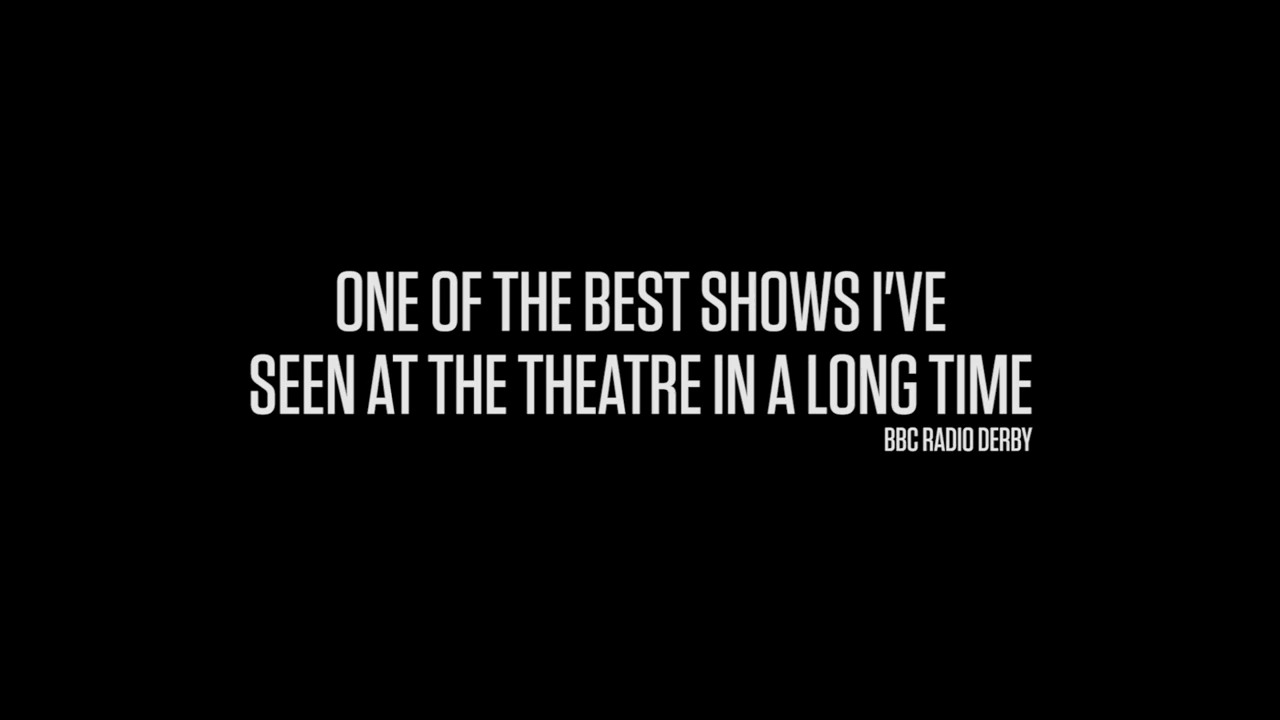 ONE OF THE BEST SHOWS I'VE
SEEN AT THE THEATRE IN A LONG TIME
BBC RADIO DERBY